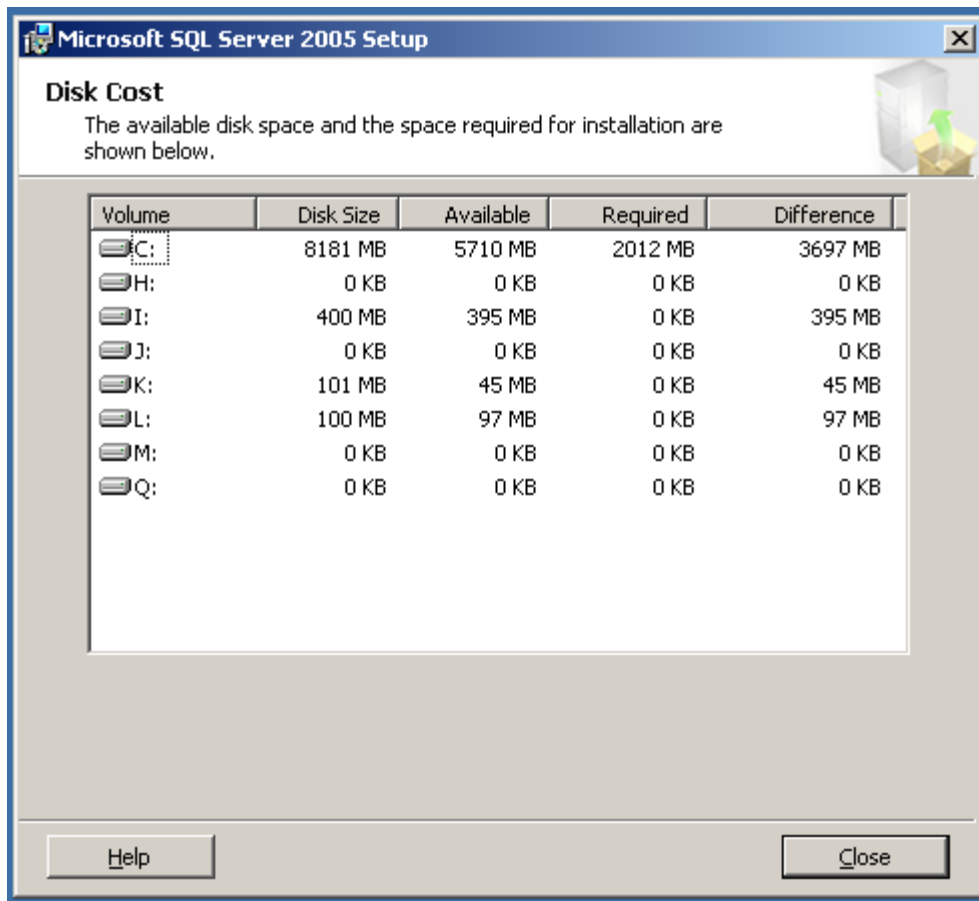 Microsoft SQL Server 2005 Setup
Disk Cost
The available disk space and the space required for installation are
shown below.
Volume Disk Size Available Required Difference
C: 8181 MB 5710 MB 2012 MB 3697 MB
H: 0 KB 0 KB 0 KB 0 KB
I: 400 MB 395 MB 0 KB 395 MB
J: 0 KB 0 KB 0 KB 0 KB
K: 101 MB 45 MB 0 KB 45 MB
L: 100 MB 97 MB 0 KB 97 MB
M: 0 KB 0 KB 0 KB 0 KB
Q: 0 KB 0 KB 0 KB 0 KB
Help Close